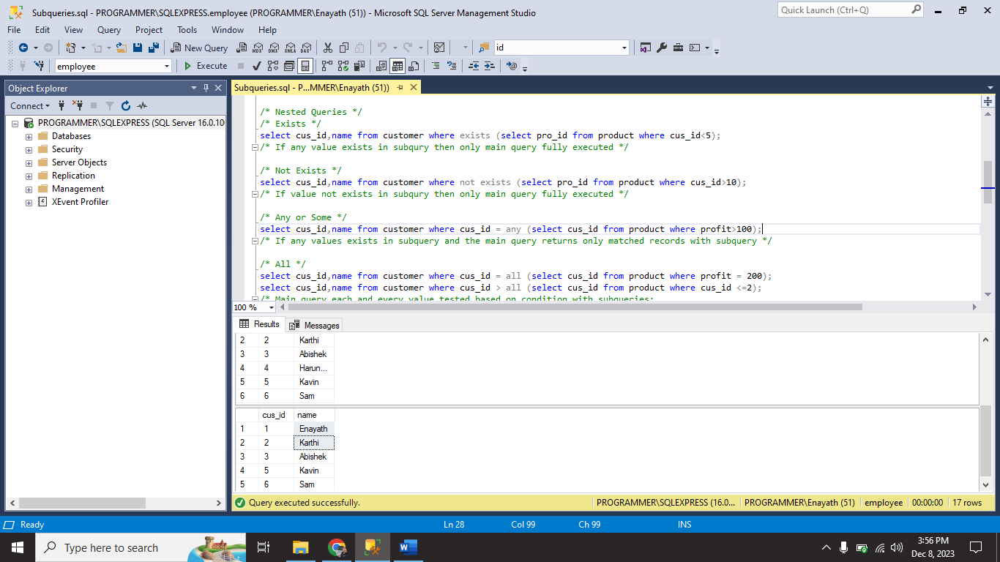 Subqueries.sql - PROGRAMMER\SQLEXPRESS.employee (PROGRAMMER\Enayath (51)) - Microsoft SQL Server Management Studio
Quick Launch (Ctrl+Q)
File Edit View Query Project Tools Window Help
New Query MDX DMX XMLA DAX id
employee Execute
Object Explorer
Connect
PROGRAMMER\SQLEXPRESS (SQL Server 16.0.10
Databases
Security
Server Objects
Replication
Management
XEvent Profiler
Subqueries.sql - P...MMER\Enayath (51))
/* Nested Queries */
/* Exists */
select cus_id,name from customer where exists (select pro_id from product where cus_id<5);
/* If any value exists in subqury then only main query fully executed */
/* Not Exists */
select cus_id,name from customer where not exists (select pro_id from product where cus_id>10);
/* If value not exists in subqury then only main query fully executed */
/* Any or Some */
select cus_id,name from customer where cus_id = any (select cus_id from product where profit>100);
/* If any values exists in subquery and the main query returns only matched records with subquery */
/* All */
select cus_id,name from customer where cus_id = all (select cus_id from product where profit = 200);
select cus_id,name from customer where cus_id > all (select cus_id from product where cus_id <=2);
/* Main query each and every value tested based on condition with subqueries;
100 %
Results Messages
2 2 Karthi
3 3 Abishek
4 4 Harun...
5 5 Kavin
6 6 Sam
cus_id name
1 1 Enayath
2 2 Karthi
3 3 Abishek
4 5 Kavin
5 6 Sam
Query executed successfully. PROGRAMMER\SQLEXPRESS (16.0... PROGRAMMER\Enayath (51) employee 00:00:00 17 rows
Ready Ln 28 Col 99 Ch 99 INS
Type here to search
3:56 PM
Dec 8, 2023